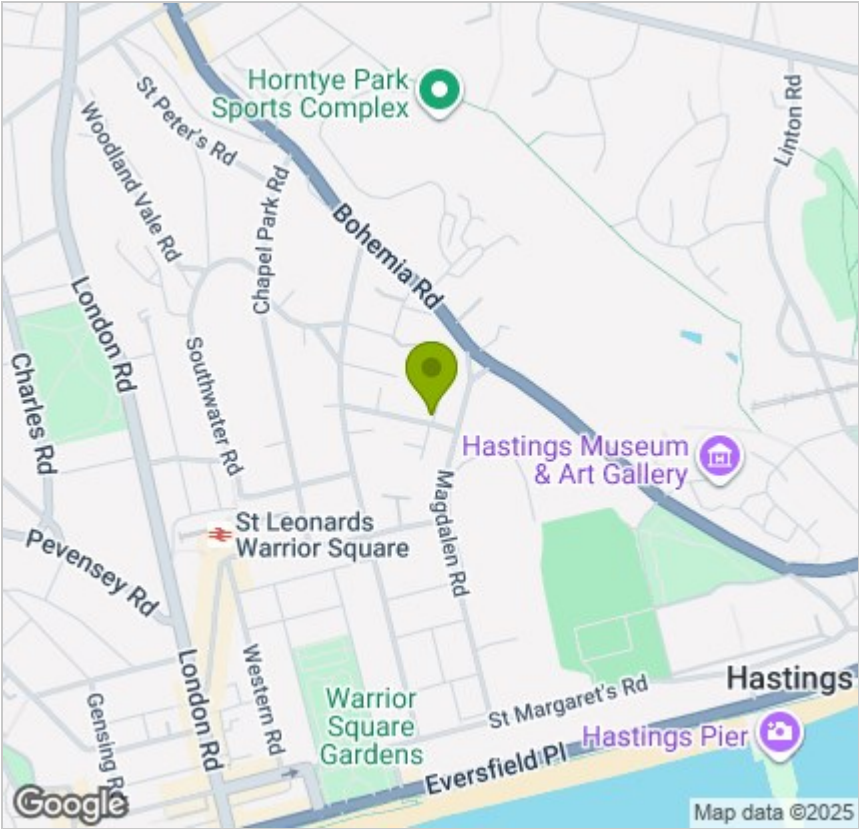 Horntye Park
Sports Complex
Linton Rd
St Peter's Rd
Woodland Vale Rd
Chapel Park Rd
Bohemia Rd
London Rd
Charles Rd
Southwater Rd
Hastings Museum
& Art Gallery
Magdalen Rd
St Leonards
Warrior Square
Pevensey Rd
Western Rd
London Rd
Gensing Rd
Warrior
Square
Gardens
St Margaret's Rd
Hastings
Hastings Pier
Eversfield Pl
Google
Map data ©2025